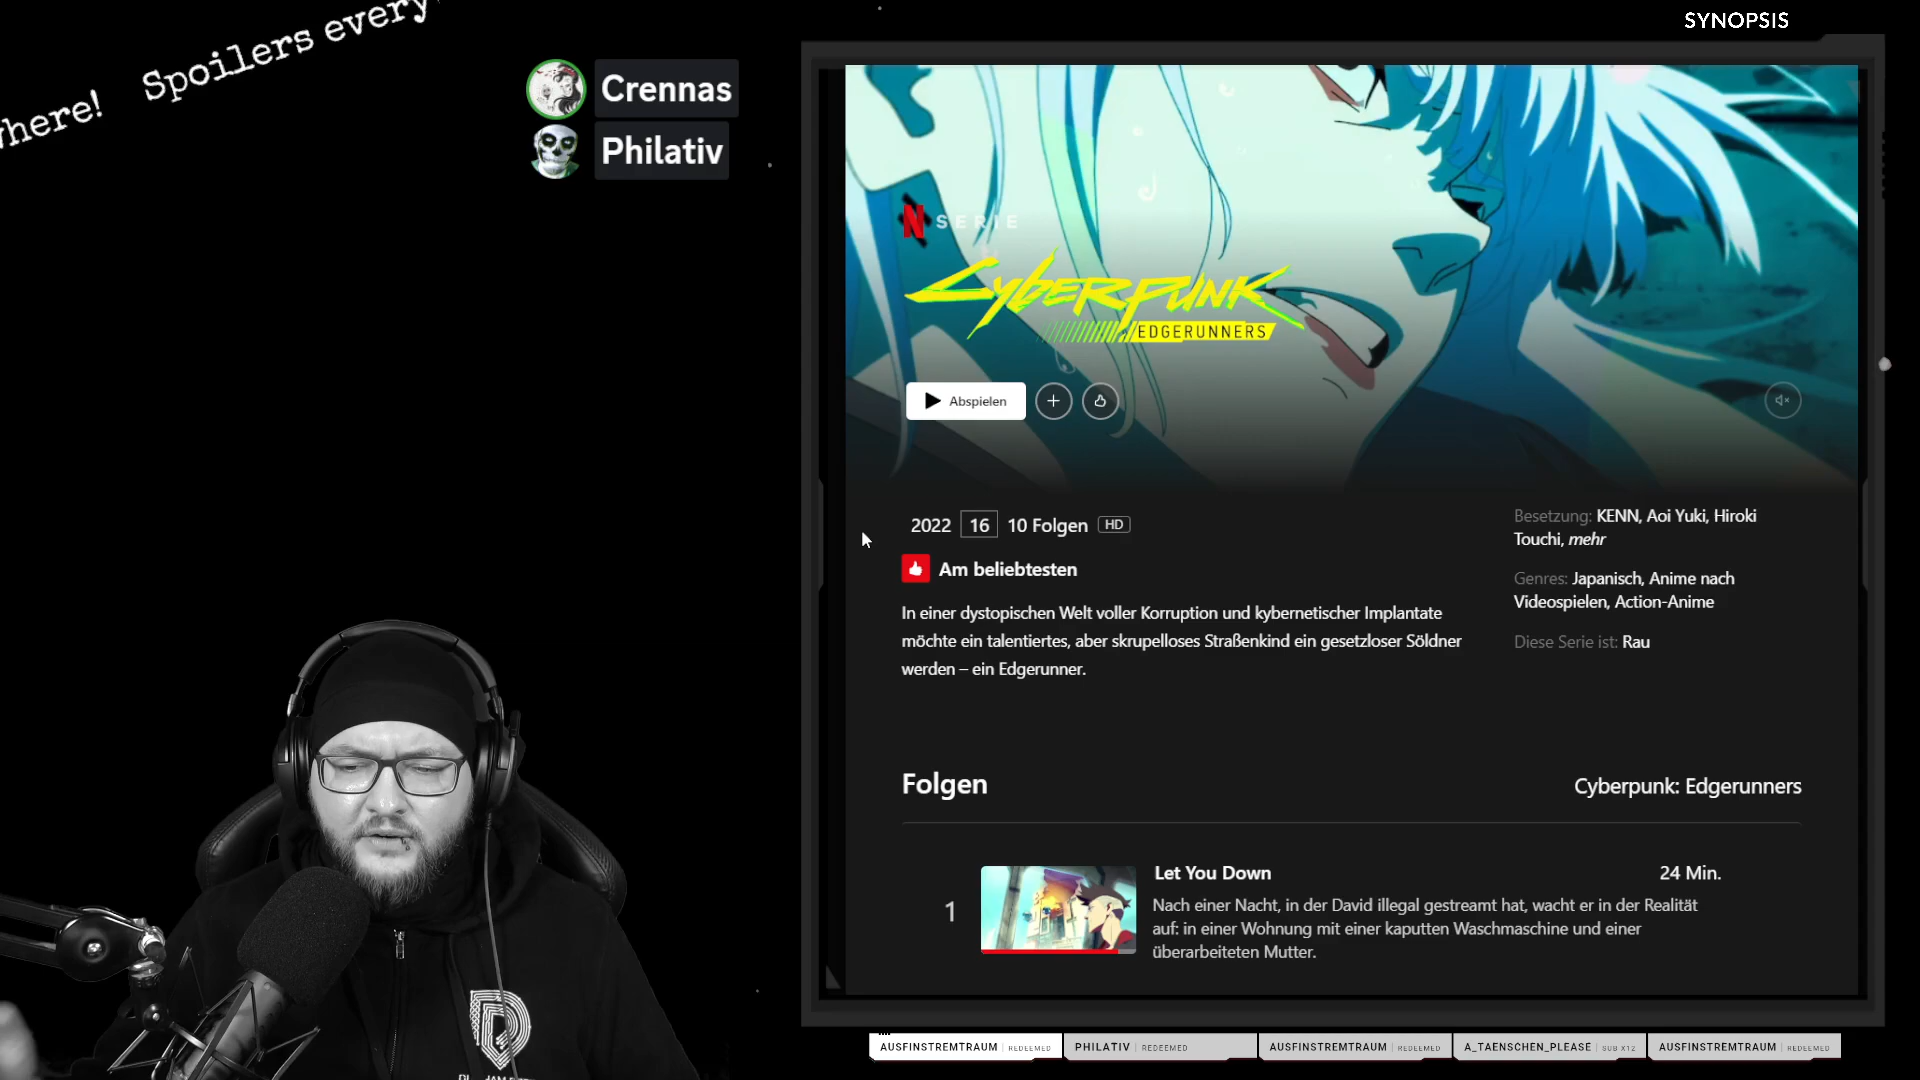 SYNOPSIS
where! Spoilers every
Crennas
Philativ
N SERIE
CYBERPUNK
EDGERUNNERS
Abspielen
2022 16 10 Folgen HD
Am beliebtesten
In einer dystopischen Welt voller Korruption und kybernetischer Implantate
möchte ein talentiertes, aber skrupelloses Straßenkind ein gesetzloser Söldner
werden – ein Edgerunner.
Besetzung: KENN, Aoi Yuki, Hiroki
Touchi, mehr
Genres: Japanisch, Anime nach
Videospielen, Action-Anime
Diese Serie ist: Rau
Folgen
Cyberpunk: Edgerunners
1
Let You Down
24 Min.
Nach einer Nacht, in der David illegal gestreamt hat, wacht er in der Realität
auf: in einer Wohnung mit einer kaputten Waschmaschine und einer
überarbeiteten Mutter.
AUSFINSTREMTRAUM REDEEMED
PHILATIV REDEEMED
AUSFINSTREMTRAUM REDEEMED
A_TAENSCHEN_PLEASE SUB X12
AUSFINSTREMTRAUM REDEEMED